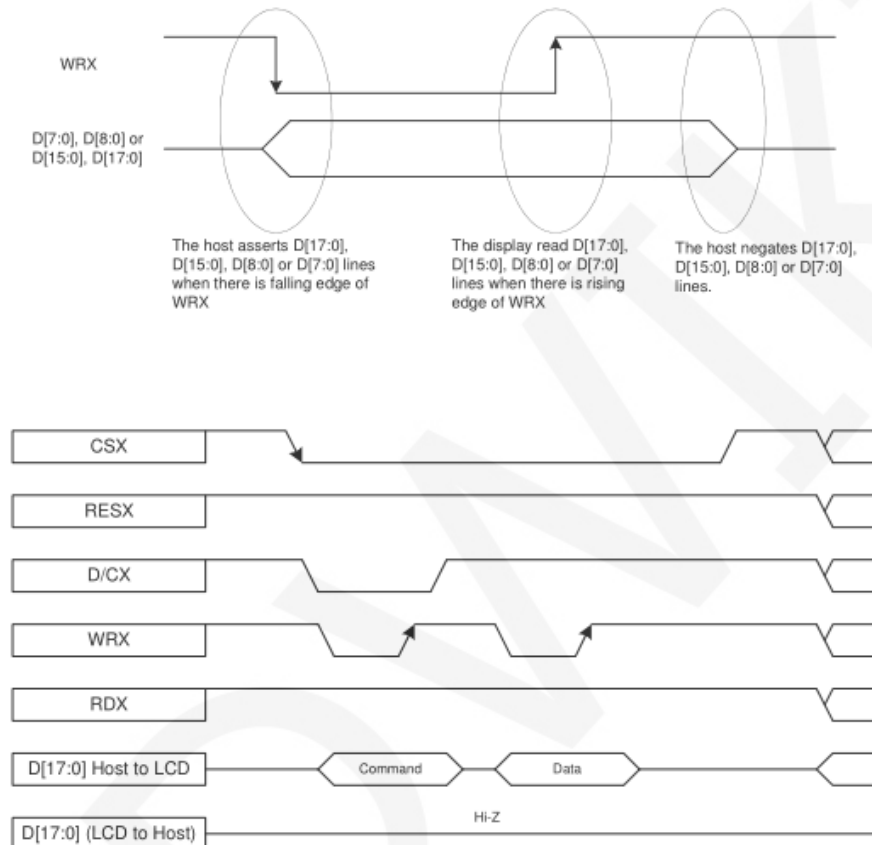 WRX
D[7:0], D[8:0] or
D[15:0], D[17:0]
The host asserts D[17:0],
D[15:0], D[8:0] or D[7:0] lines
when there is falling edge of
WRX
The display read D[17:0],
D[15:0], D[8:0] or D[7:0]
lines when there is rising
edge of WRX
The host negates D[17:0],
D[15:0], D[8:0] or D[7:0]
lines.
CSX
RESX
D/CX
WRX
RDX
D[17:0] Host to LCD
Command
Data
Hi-Z
D[17:0] (LCD to Host)